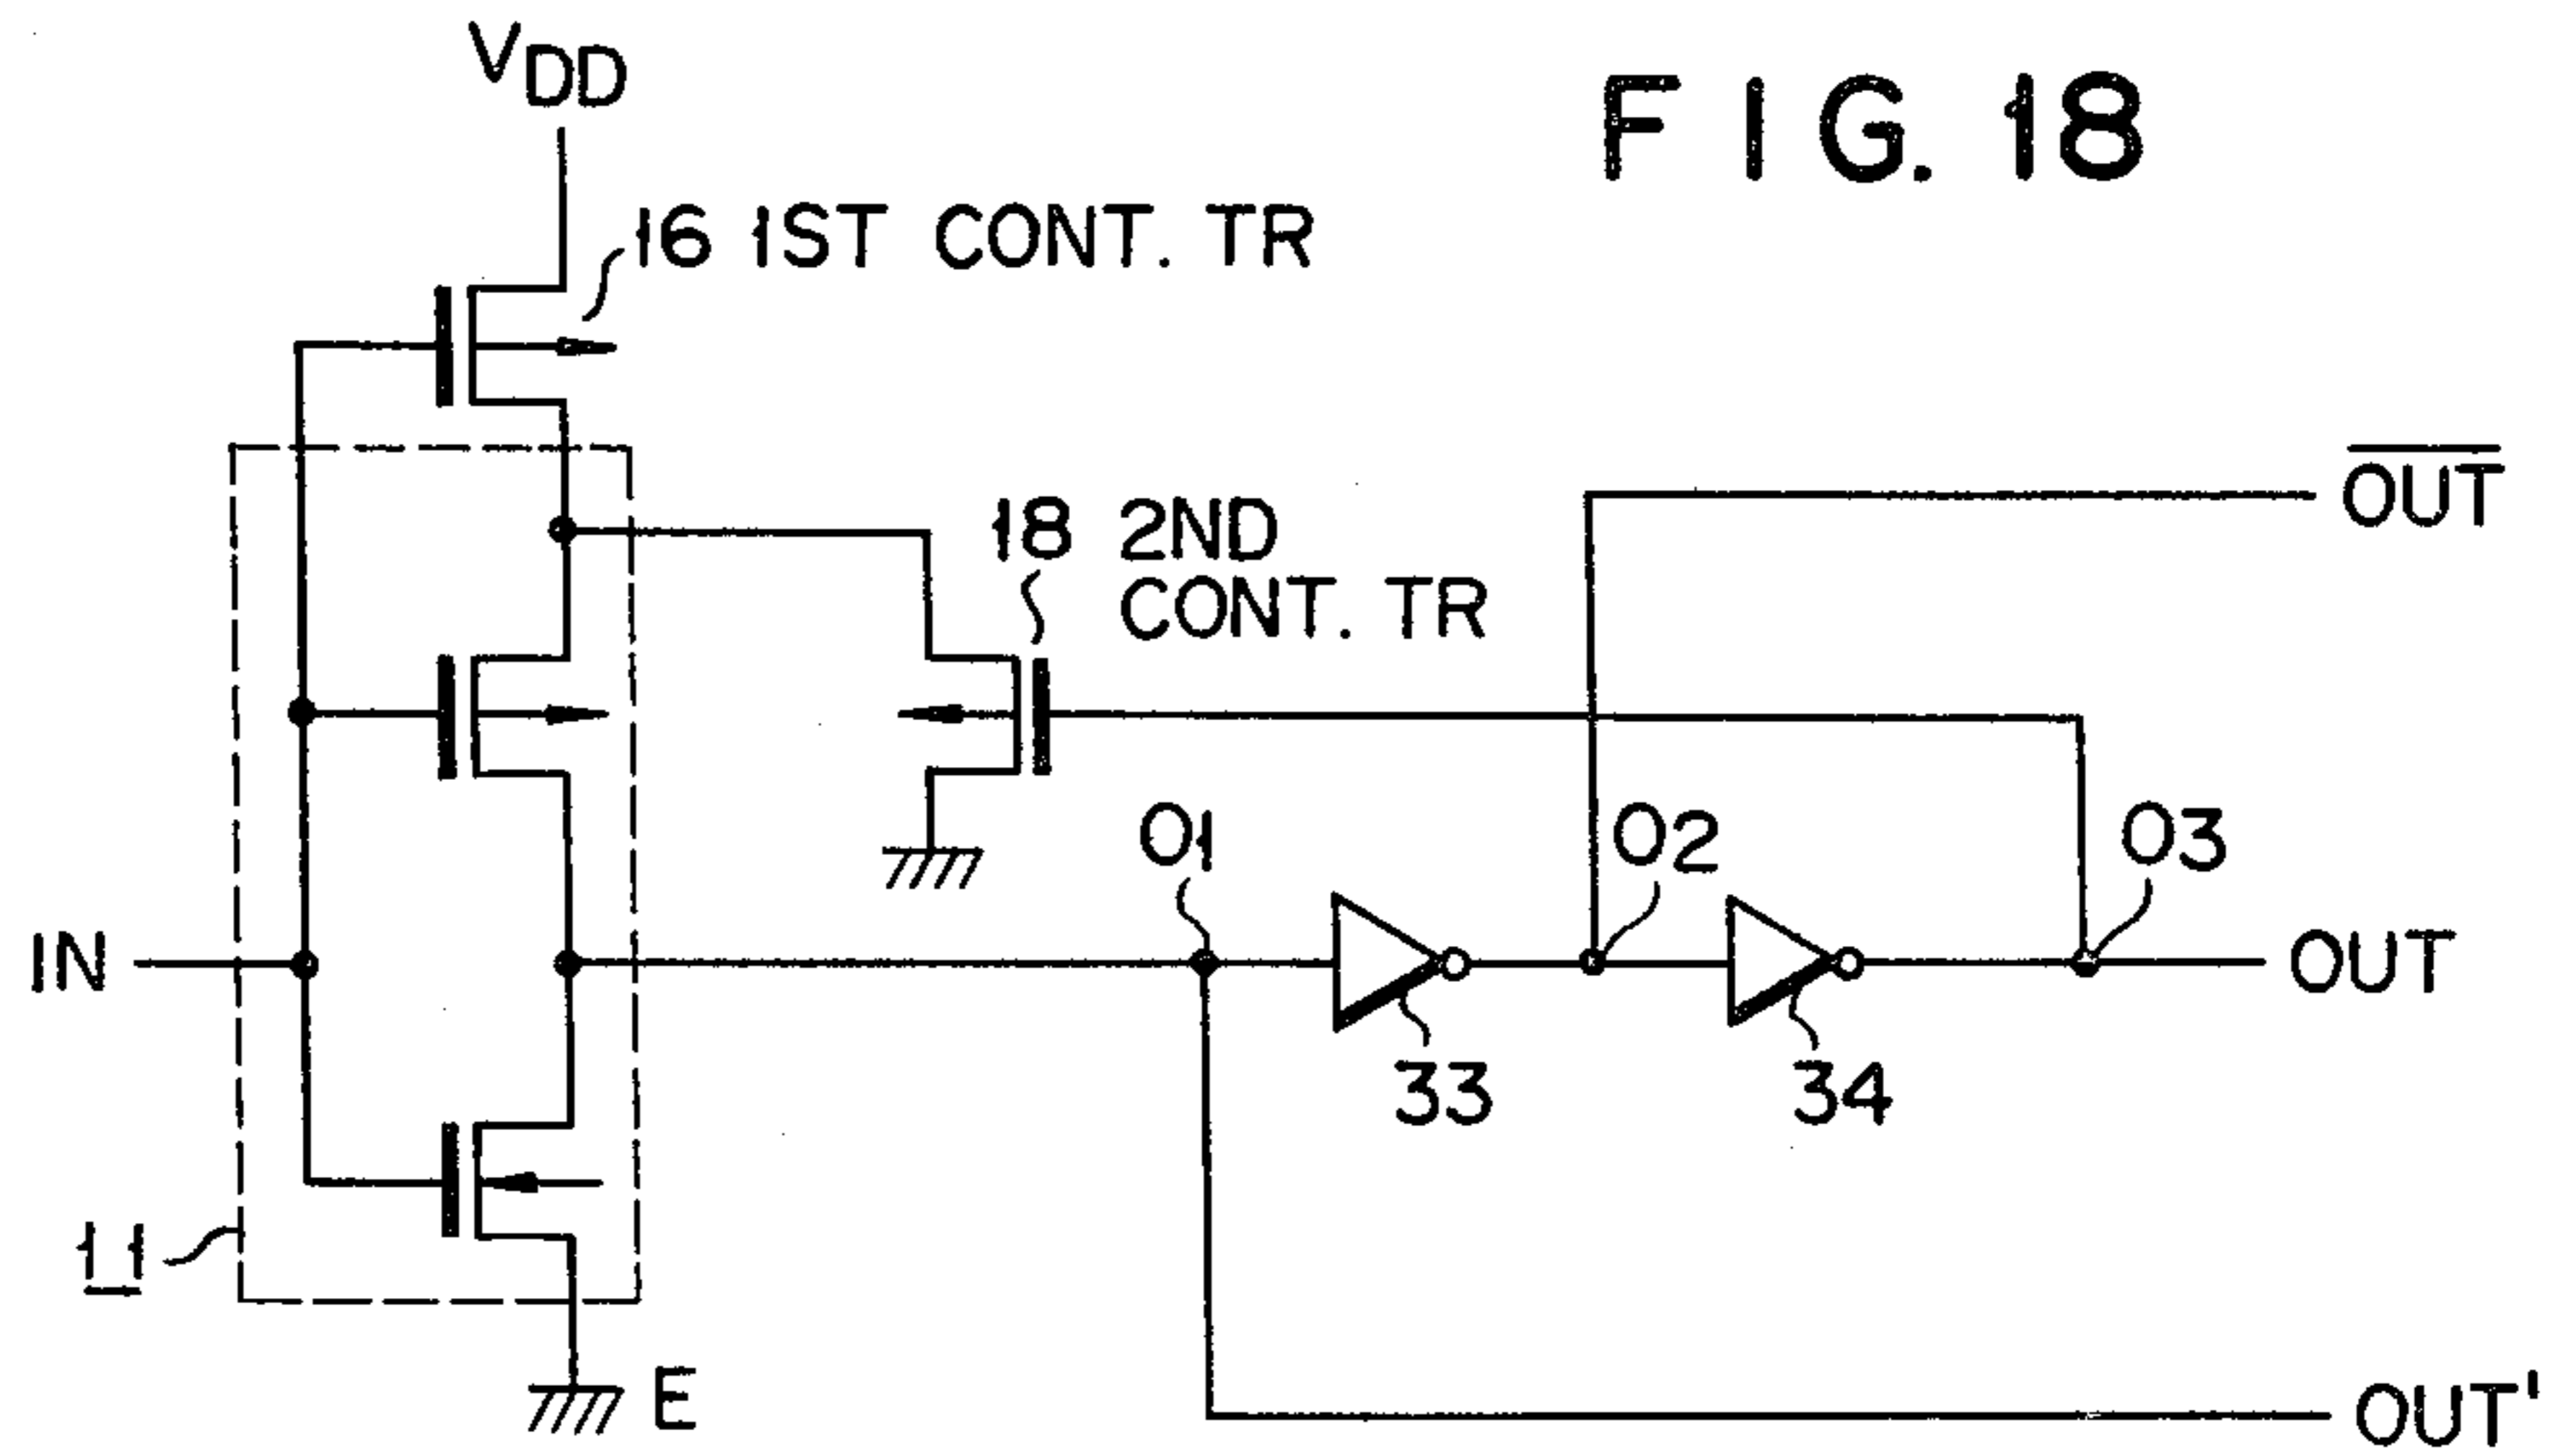 VDD
FIG. 18
16 1ST CONT. TR
OUT
18 2ND
CONT. TR
O1
O2
O3
IN
OUT
33
34
11
E
OUT'